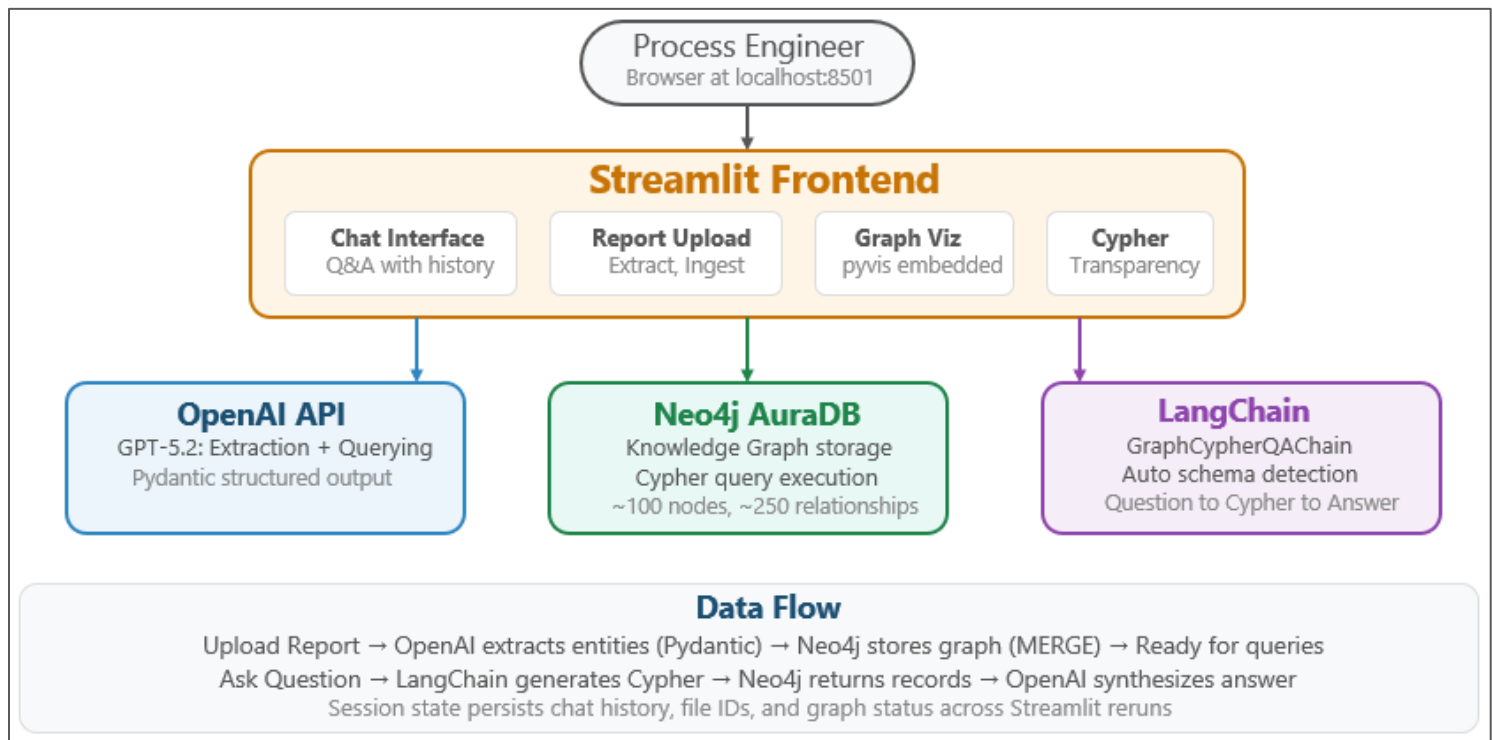 Process Engineer
Browser at localhost:8501
Streamlit Frontend
Chat Interface
Q&A with history
Report Upload
Extract, Ingest
Graph Viz
pyvis embedded
Cypher
Transparency
OpenAI API
GPT-5.2: Extraction + Querying
Pydantic structured output
Neo4j AuraDB
Knowledge Graph storage
Cypher query execution
~100 nodes, ~250 relationships
LangChain
GraphCypherQAChain
Auto schema detection
Question to Cypher to Answer
Data Flow
Upload Report → OpenAI extracts entities (Pydantic) → Neo4j stores graph (MERGE) → Ready for queries
Ask Question → LangChain generates Cypher → Neo4j returns records → OpenAI synthesizes answer
Session state persists chat history, file IDs, and graph status across Streamlit reruns